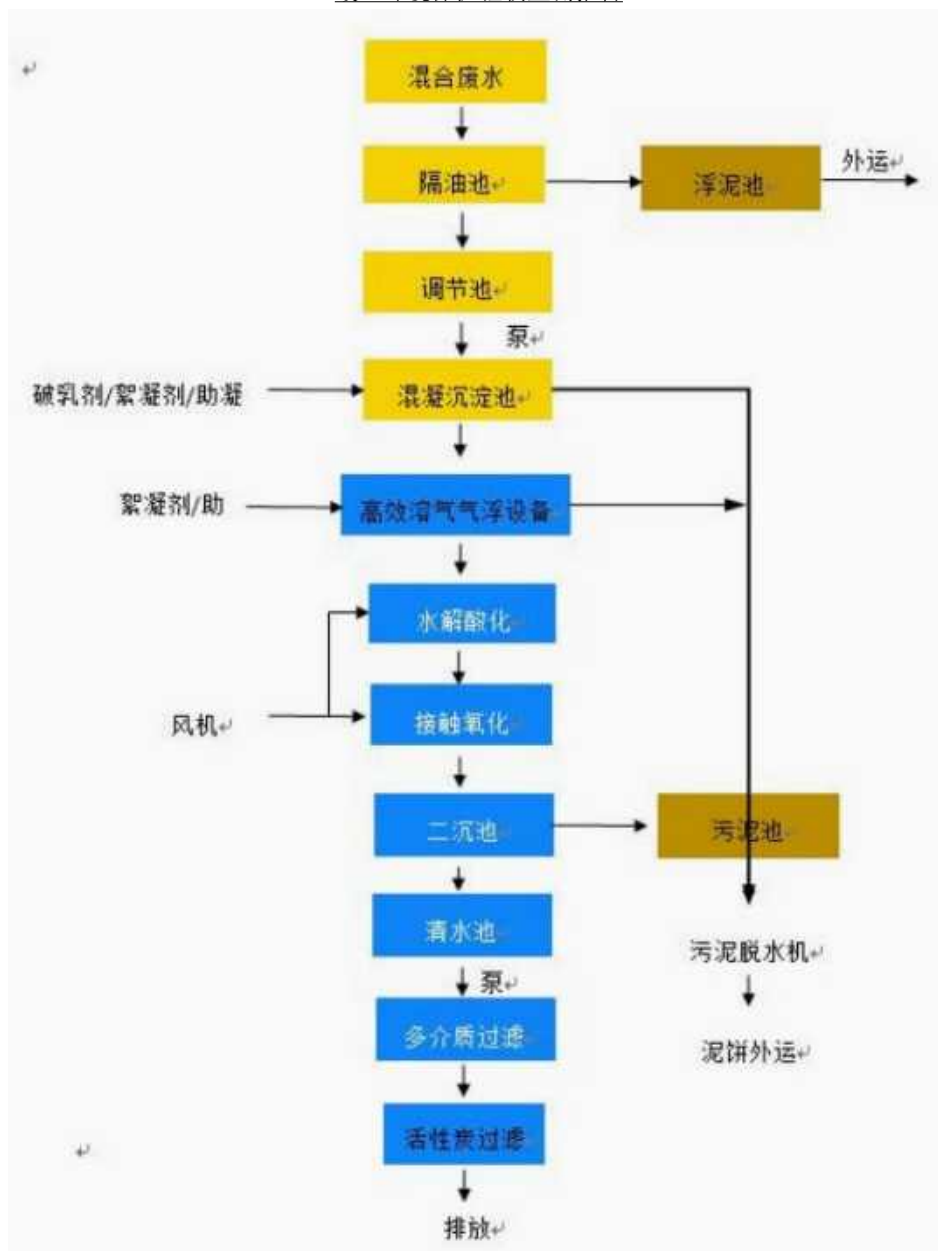 混合废水
隔油池
浮泥池
外运
调节池
泵
破乳剂/絮凝剂/助凝
混凝沉淀池
絮凝剂/助
高效溶气气浮设备
水解酸化
风机
接触氧化
二沉池
污泥池
清水池
污泥脱水机
泵
多介质过滤
泥饼外运
活性炭过滤
排放